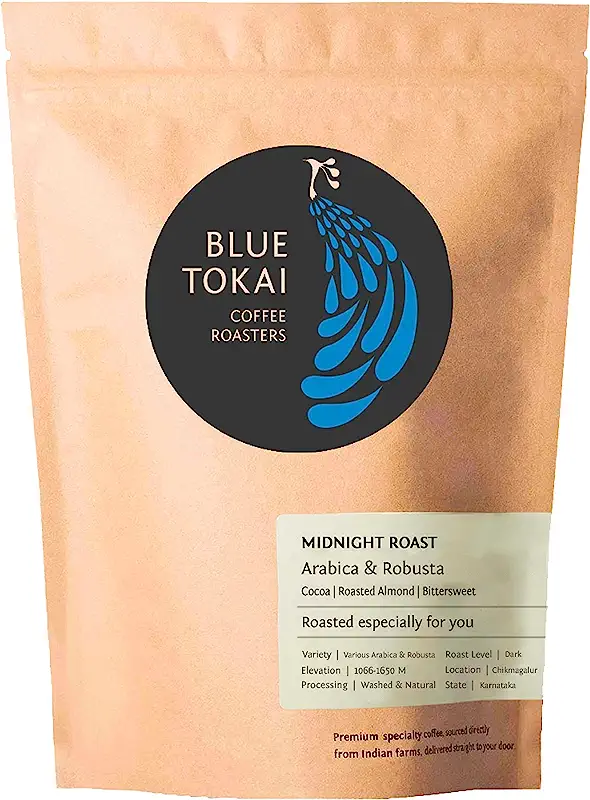 BLUE
TOKAI
COFFEE
ROASTERS
MIDNIGHT ROAST
Arabica & Robusta
Cocoa | Roasted Almond | Bittersweet
Roasted especially for you
Variety | Various Arabica & Robusta Roast Level | Dark
Elevation | 1066-1650 M Location | Chikmagalur
Processing | Washed & Natural State | Karnataka
Premium specialty coffee, sourced directly
from Indian farms, delivered straight to your door.